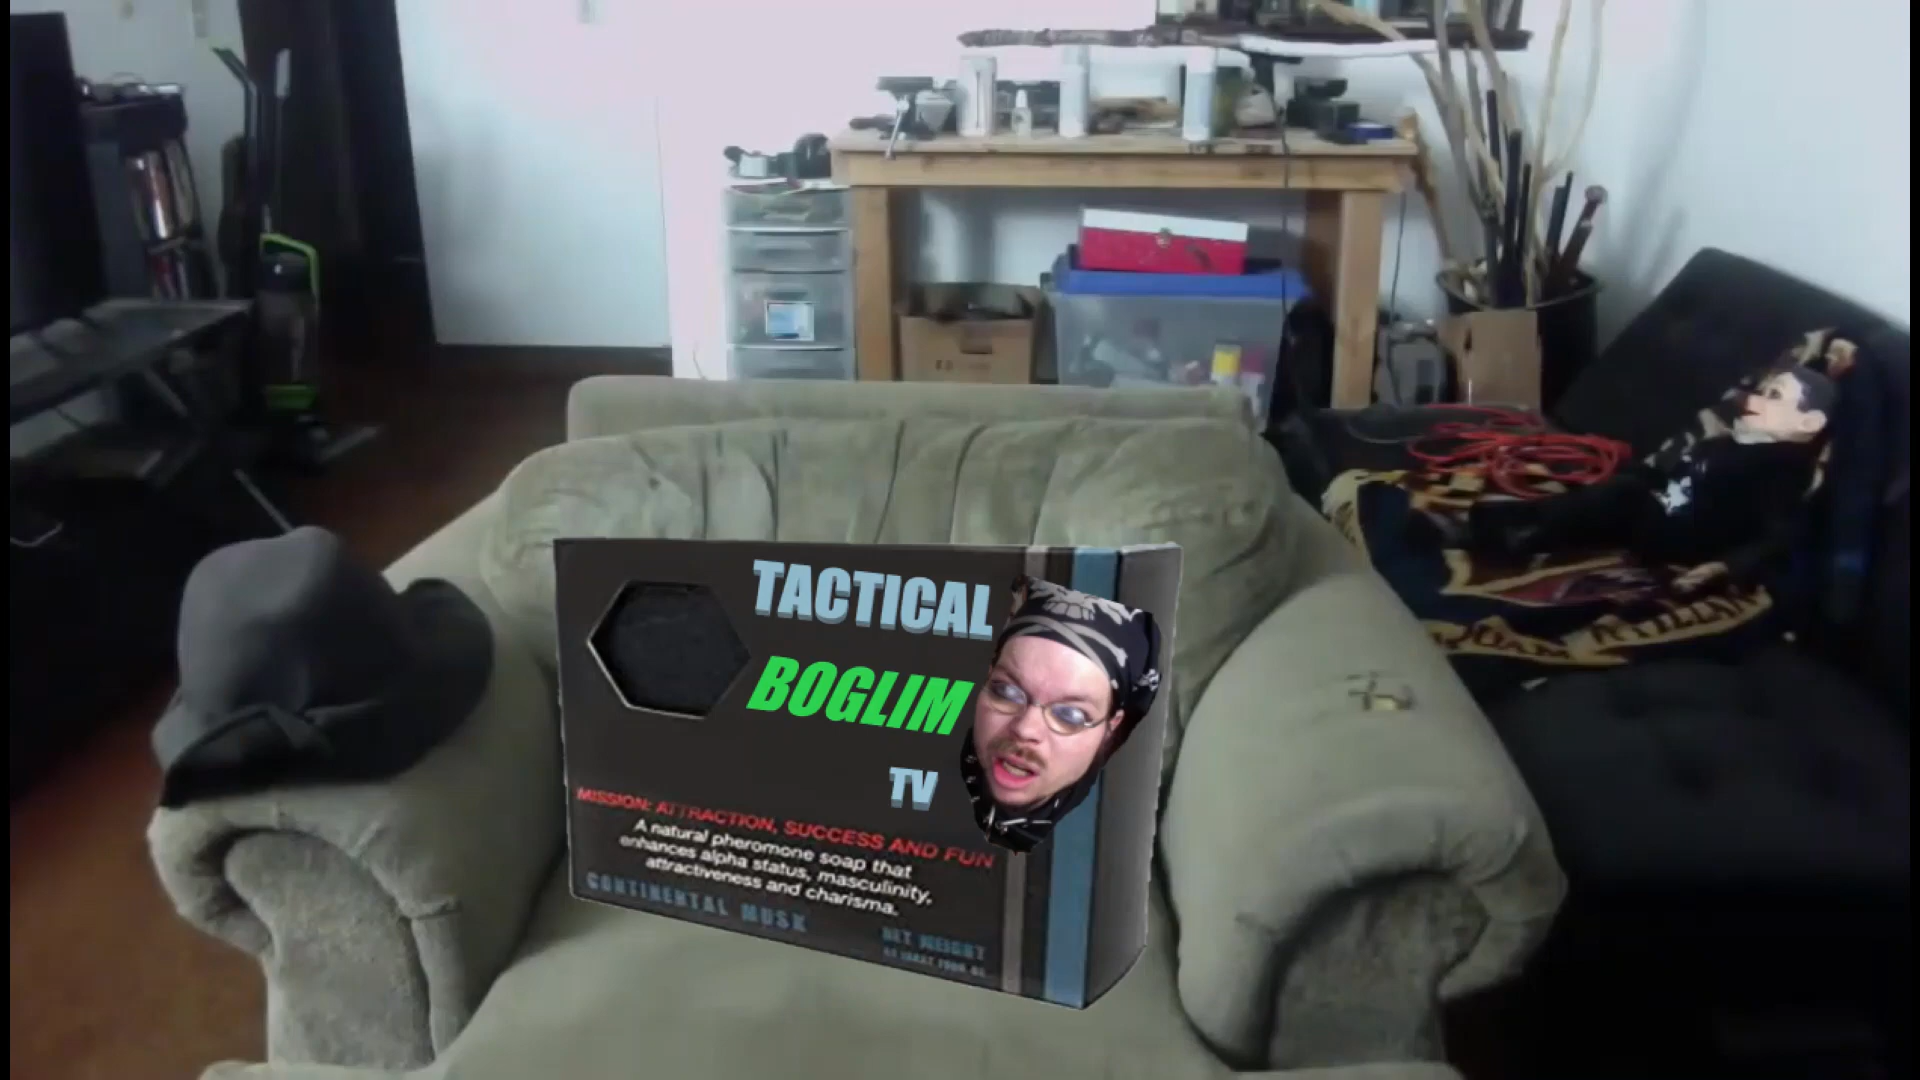 TACTICAL
BOGLIM
TV
MISSION: ATTRACTION, SUCCESS AND FUN
A natural pheromone soap that
enhances alpha status, masculinity,
attractiveness and charisma.
CONTINENTAL MUSK
NET WEIGHT